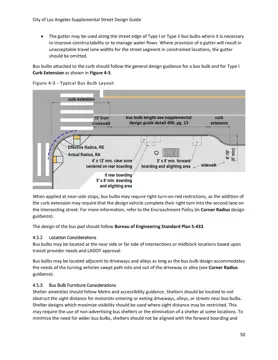 City of Los Angeles Supplemental Street Design Guide
• The gutter may be used along the street edge of Type I or Type II bus bulbs where it is necessary
to improve constructability or to manage water flows. Where provision of a gutter will result in
unacceptable travel lane widths for the street segment in constrained locations, the gutter
should be omitted.
Bus bulbs attached to the curb should follow the general design guidance for a bus bulb and for Type I
Curb Extension as shown in Figure 4-3.
Figure 4-3 - Typical Bus Bulb Layout
curb extension
10' from
crosswalk
bus bulb length see supplemental
design guide detail 400, pg. 13
curb
extension
Effective Radius, RE
Actual Radius, RA
4' x 12' min. clear zone
centered on rear boarding
5' x 8' min. forward
boarding and alighting area
sidewalk
If rear boarding
5' x 8' min. boarding
and alighting area
When applied at near-side stops, bus bulbs may require right-turn-on-red restrictions, as the addition of
the curb extension may require that the design vehicle complete their right turn into the second lane on
the intersecting street. For more information, refer to the Encroachment Policy (in Corner Radius design
guidance).
The design of the bus pad should follow Bureau of Engineering Standard Plan S-433.
4.5.2 Location Considerations
Bus bulbs may be located at the near side or far side of intersections or midblock locations based upon
transit provider needs and LADOT approval.
Bus bulbs may be located adjacent to driveways and alleys as long as the bus bulb design accommodates
the needs of the turning vehicles swept path into and out of the driveway or alley (see Corner Radius
guidance).
4.5.3 Bus Bulb Furniture Considerations
Shelter amenities should follow Metro and accessibility guidance. Shelters should be located to not
obstruct the sight distance for motorists entering or exiting driveways, alleys, or streets near bus bulbs.
Shelter designs which maximize visibility should be used where sight distance may be restricted. This
may require the use of non-advertising bus shelters or the elimination of a shelter at some locations. To
minimize the need for wider bus bulbs, shelters should not be aligned with the forward boarding and
50